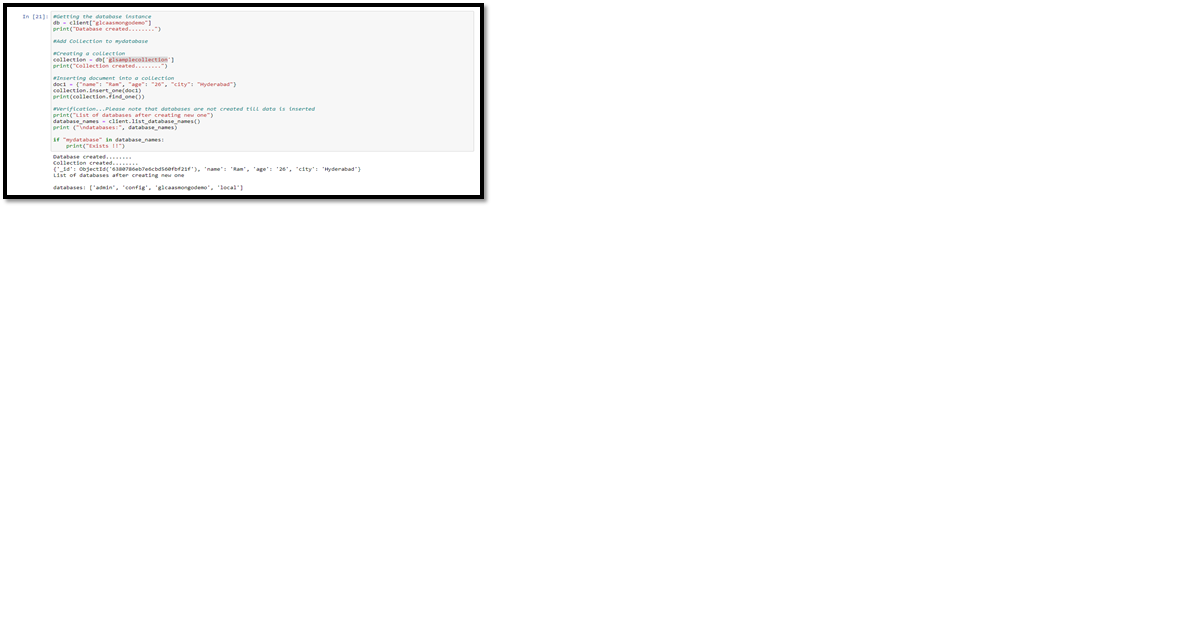 In [21]: #Getting the database instance
db = client["glcaasmongodemo"]
print("Database created........")
#Add Collection to mydatabase
#Creating a collection
collection = db['glsamplecollection']
print("Collection created........")
#Inserting document into a collection
doc1 = {"name": "Ram", "age": "26", "city": "Hyderabad"}
collection.insert_one(doc1)
print(collection.find_one())
#Verification...Please note that databases are not created till data is inserted
print("List of databases after creating new one")
database_names = client.list_database_names()
print ("\ndatabases:", database_names)
if "mydatabase" in database_names:
print("Exists !!")
Database created........
Collection created........
{'_id': ObjectId('6380786eb7e6cbd560fbf21f'), 'name': 'Ram', 'age': '26', 'city': 'Hyderabad'}
List of databases after creating new one
databases: ['admin', 'config', 'glcaasmongodemo', 'local']